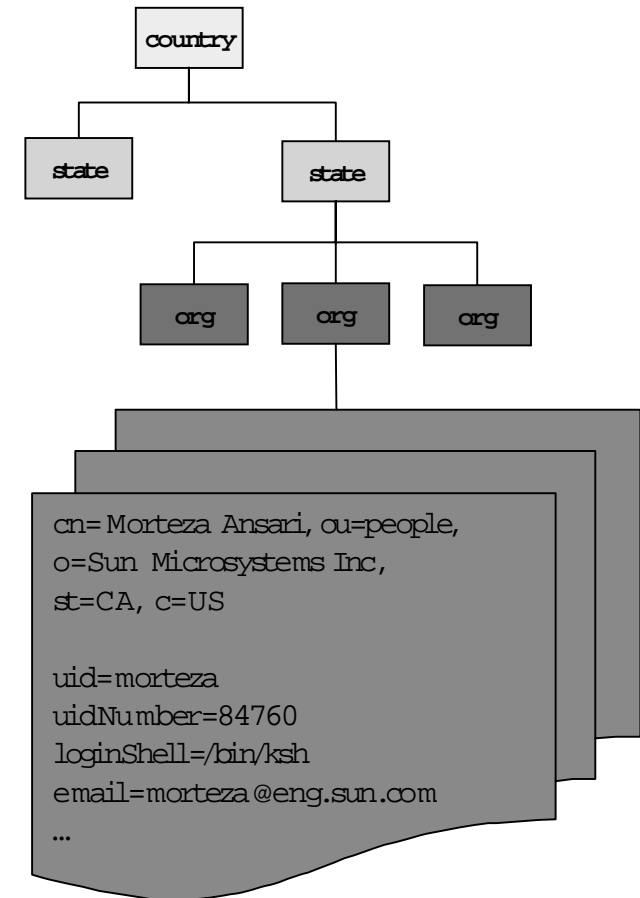 country
state
state
org
org
org
cn= Morteza Ansari, ou=people,
o=Sun Microsystems Inc,
st=CA, c=US
uid=morteza
uidNumber=84760
loginShell=/bin/ksh
email=morteza@eng.sun.com
...